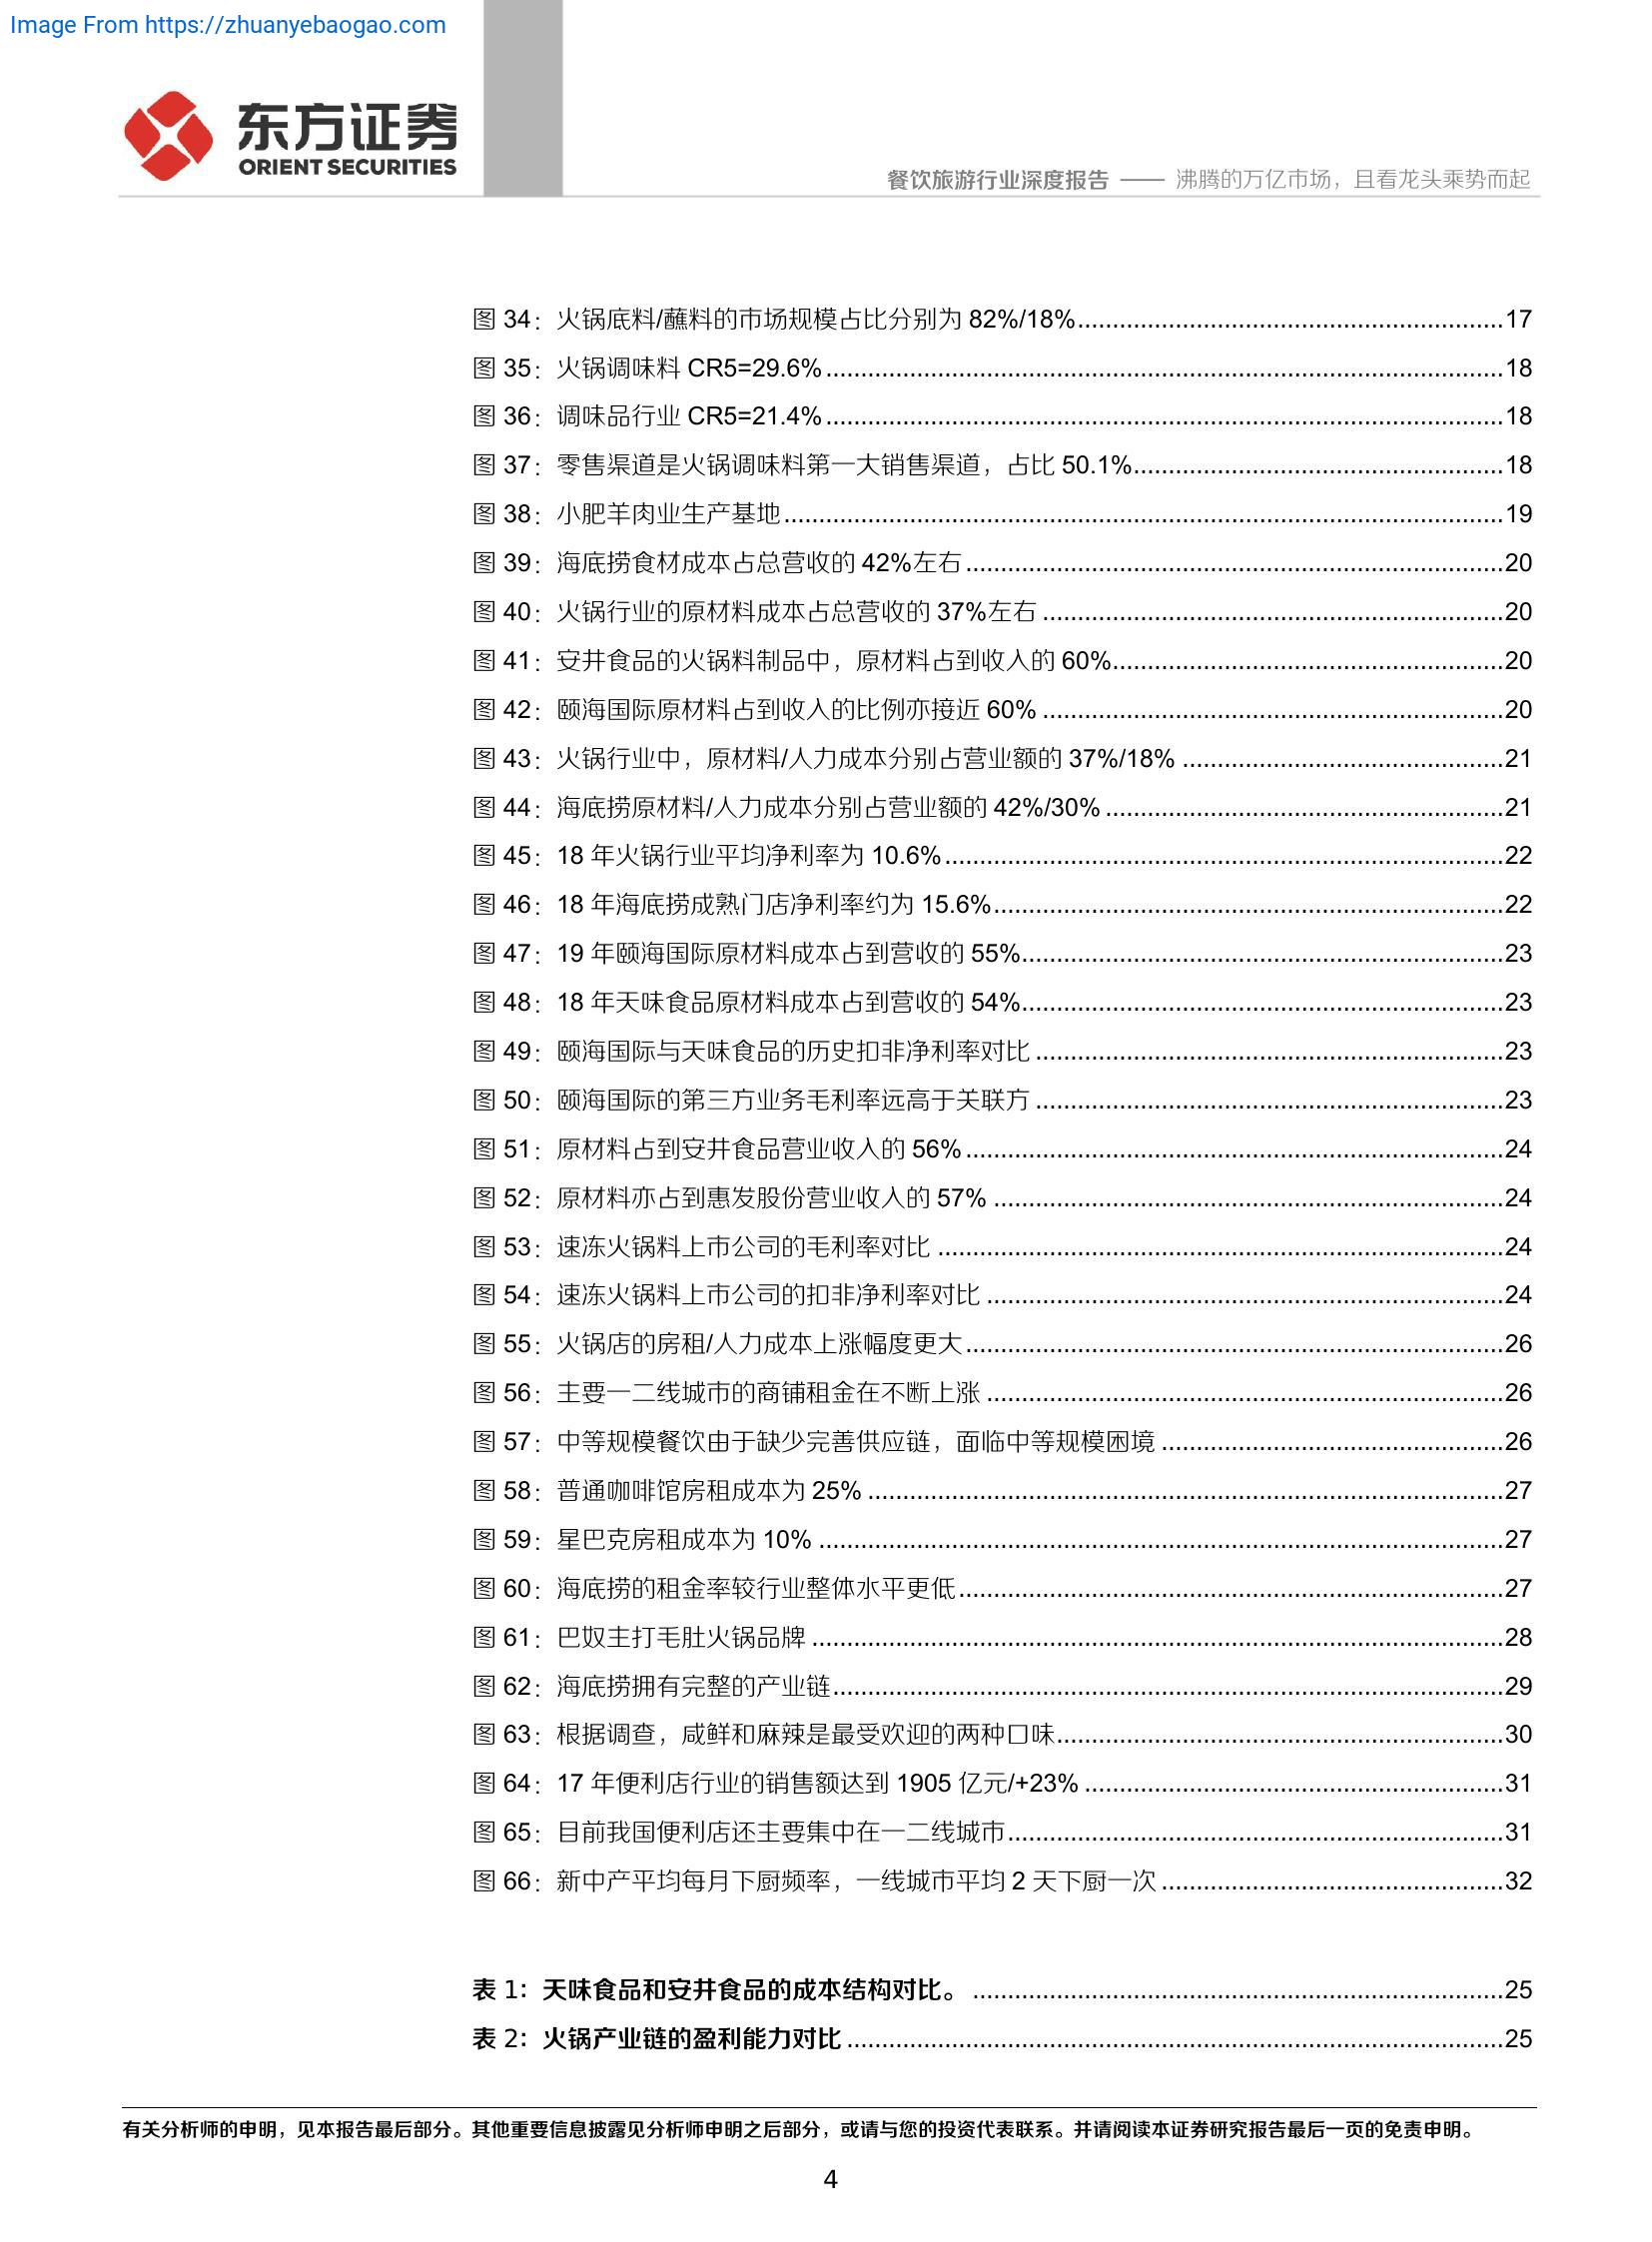 Image From https://zhuanyebaogao.com
东方证券
ORIENT SECURITIES
餐饮旅游行业深度报告 —— 沸腾的万亿市场，且看龙头乘势而起
图 34：火锅底料/蘸料的市场规模占比分别为 82%/18%............................................................17
图 35：火锅调味料 CR5=29.6%............................................................18
图 36：调味品行业 CR5=21.4%............................................................18
图 37：零售渠道是火锅调味料第一大销售渠道，占比 50.1%............................................................18
图 38：小肥羊肉业生产基地............................................................19
图 39：海底捞食材成本占总营收的 42%左右............................................................20
图 40：火锅行业的原材料成本占总营收的 37%左右............................................................20
图 41：安井食品的火锅料制品中，原材料占到收入的 60%............................................................20
图 42：颐海国际原材料占到收入的比例亦接近 60%............................................................20
图 43：火锅行业中，原材料/人力成本分别占营业额的 37%/18%............................................................21
图 44：海底捞原材料/人力成本分别占营业额的 42%/30%............................................................21
图 45：18 年火锅行业平均净利率为 10.6%............................................................22
图 46：18 年海底捞成熟门店净利率约为 15.6%............................................................22
图 47：19 年颐海国际原材料成本占到营收的 55%............................................................23
图 48：18 年天味食品原材料成本占到营收的 54%............................................................23
图 49：颐海国际与天味食品的历史扣非净利率对比............................................................23
图 50：颐海国际的第三方业务毛利率远高于关联方............................................................23
图 51：原材料占到安井食品营业收入的 56%............................................................24
图 52：原材料亦占到惠发股份营业收入的 57%............................................................24
图 53：速冻火锅料上市公司的毛利率对比............................................................24
图 54：速冻火锅料上市公司的扣非净利率对比............................................................24
图 55：火锅店的房租/人力成本上涨幅度更大............................................................26
图 56：主要一二线城市的商铺租金在不断上涨............................................................26
图 57：中等规模餐饮由于缺少完善供应链，面临中等规模困境............................................................26
图 58：普通咖啡馆房租成本为 25%............................................................27
图 59：星巴克房租成本为 10%............................................................27
图 60：海底捞的租金率较行业整体水平更低............................................................27
图 61：巴奴主打毛肚火锅品牌............................................................28
图 62：海底捞拥有完整的产业链............................................................29
图 63：根据调查，咸鲜和麻辣是最受欢迎的两种口味............................................................30
图 64：17 年便利店行业的销售额达到 1905 亿元/+23%............................................................31
图 65：目前我国便利店还主要集中在一二线城市............................................................31
图 66：新中产平均每月下厨频率，一线城市平均 2 天下厨一次............................................................32
表 1：天味食品和安井食品的成本结构对比。............................................................25
表 2：火锅产业链的盈利能力对比............................................................25
有关分析师的申明，见本报告最后部分。其他重要信息披露见分析师申明之后部分，或请与您的投资代表联系。并请阅读本证券研究报告最后一页的免责申明。
4